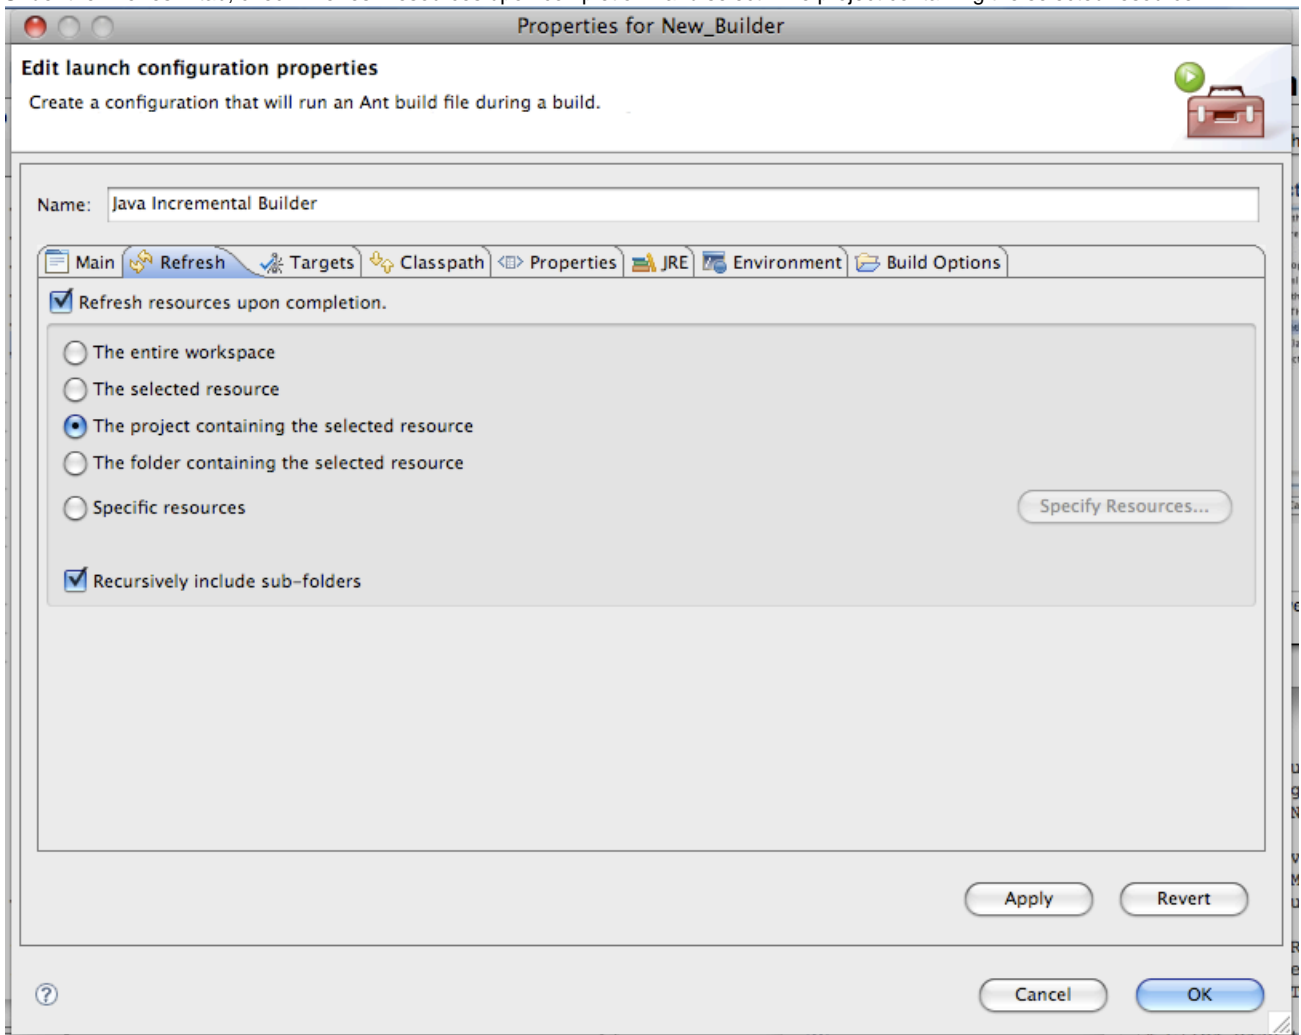 Properties for New_Builder
Edit launch configuration properties
Create a configuration that will run an Ant build file during a build.
Name: Java Incremental Builder
Main Refresh Targets Classpath Properties JRE Environment Build Options
Refresh resources upon completion.
The entire workspace
The selected resource
The project containing the selected resource
The folder containing the selected resource
Specific resources Specify Resources...
Recursively include sub-folders
Apply Revert
Cancel OK